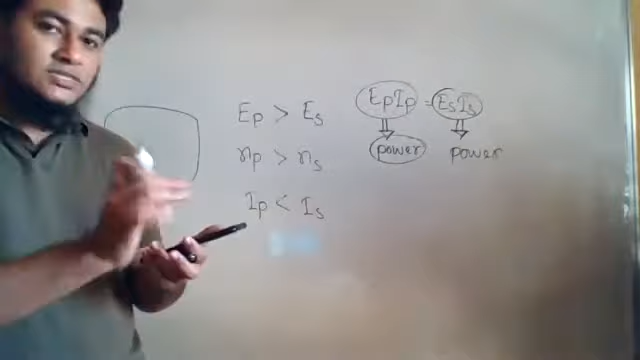 Ep > Es
np > ns
Ip < Is
EpIp = EsIs
power power